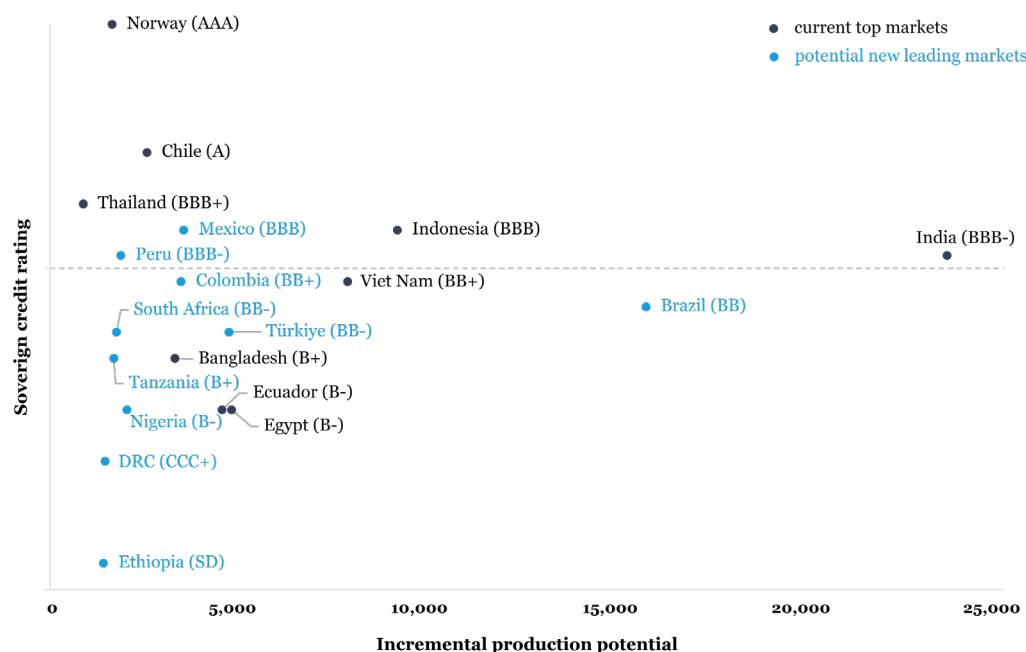 Norway (AAA)
current top markets
potential new leading markets
Chile (A)
Thailand (BBB+)
Mexico (BBB)
Indonesia (BBB)
India (BBB-)
Peru (BBB-)
Colombia (BB+)
Viet Nam (BB+)
South Africa (BB-)
Brazil (BB)
Türkiye (BB-)
Bangladesh (B+)
Tanzania (B+)
Ecuador (B-)
Nigeria (B-)
Egypt (B-)
DRC (CCC+)
Ethiopia (SD)
Soverign credit rating
0 5,000 10,000 15,000 20,000 25,000
Incremental production potential